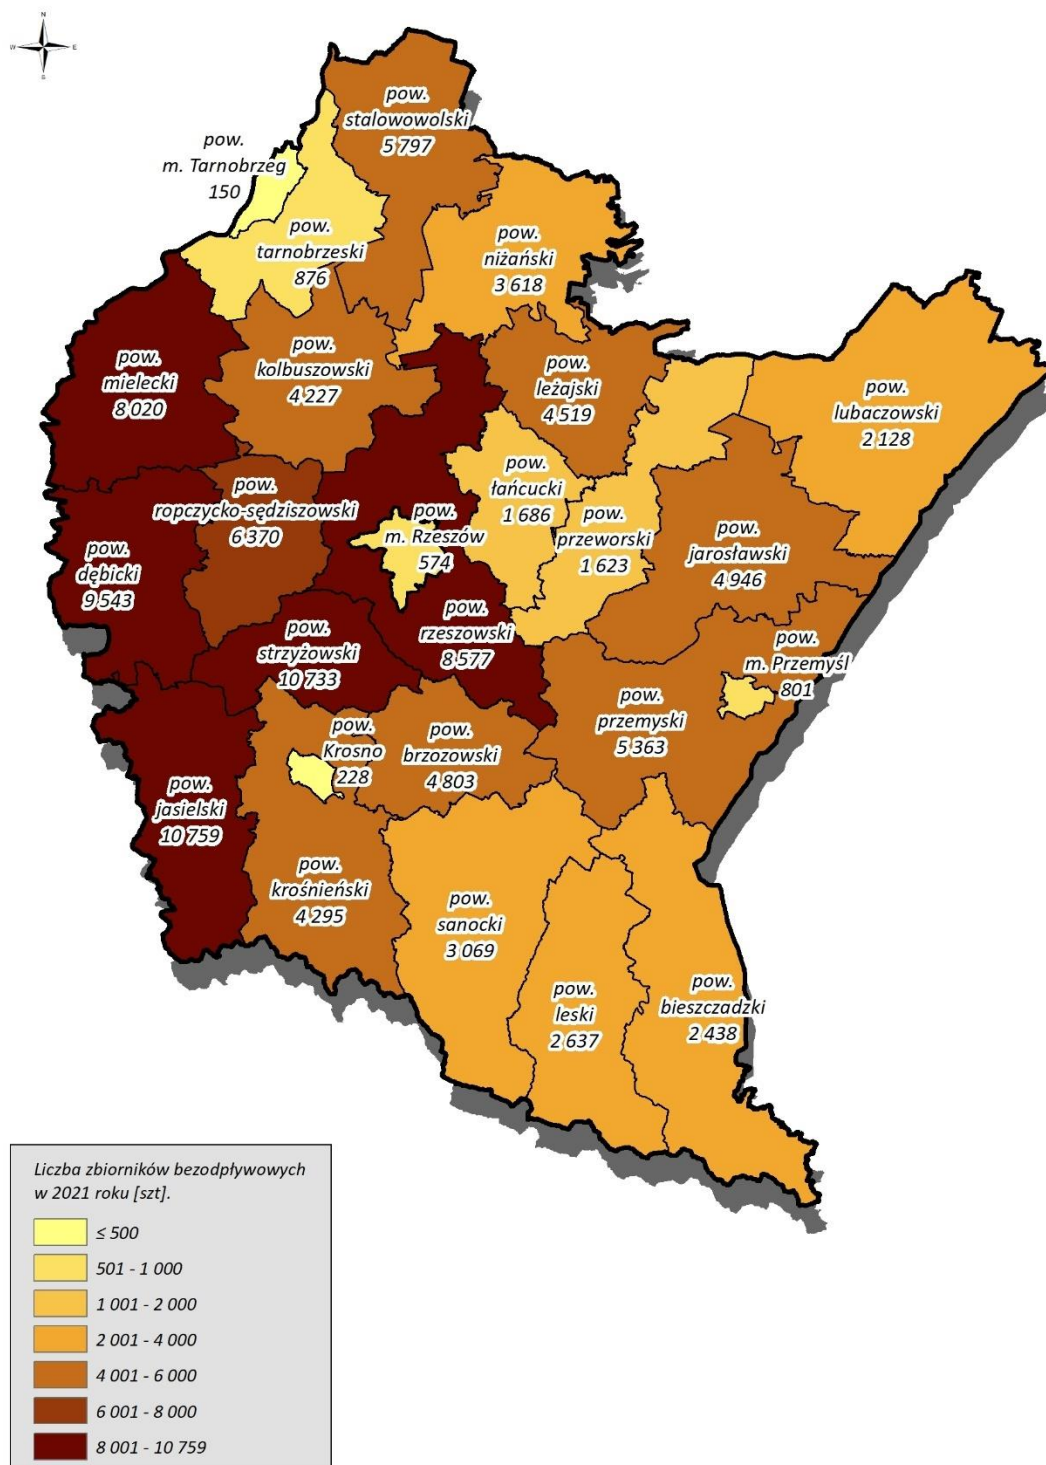 N
W
E
S
pow.
stalowowolski
5 797
pow.
m. Tarnobrzeg
150
pow.
tarnobrzeski
876
pow.
niżański
3 618
pow.
mielecki
8 020
pow.
kolbuszowski
4 227
pow.
leżajski
4 519
pow.
lubaczowski
2 128
pow.
ropczycko-sędziszowski
6 370
pow.
łańcucki
1 686
pow.
m. Rzeszów
574
pow.
przeworski
1 623
pow.
jarosławski
4 946
pow.
dębicki
9 543
pow.
rzeszowski
8 577
pow.
strzyżowski
10 733
pow.
m. Przemyśl
801
pow.
przemyski
5 363
pow.
Krosno
228
pow.
brzozowski
4 803
pow.
jasielski
10 759
pow.
krośnieński
4 295
pow.
sanocki
3 069
pow.
leski
2 637
pow.
bieszczadzki
2 438
Liczba zbiorników bezodpływowych
w 2021 roku [szt].
≤ 500
501 - 1 000
1 001 - 2 000
2 001 - 4 000
4 001 - 6 000
6 001 - 8 000
8 001 - 10 759